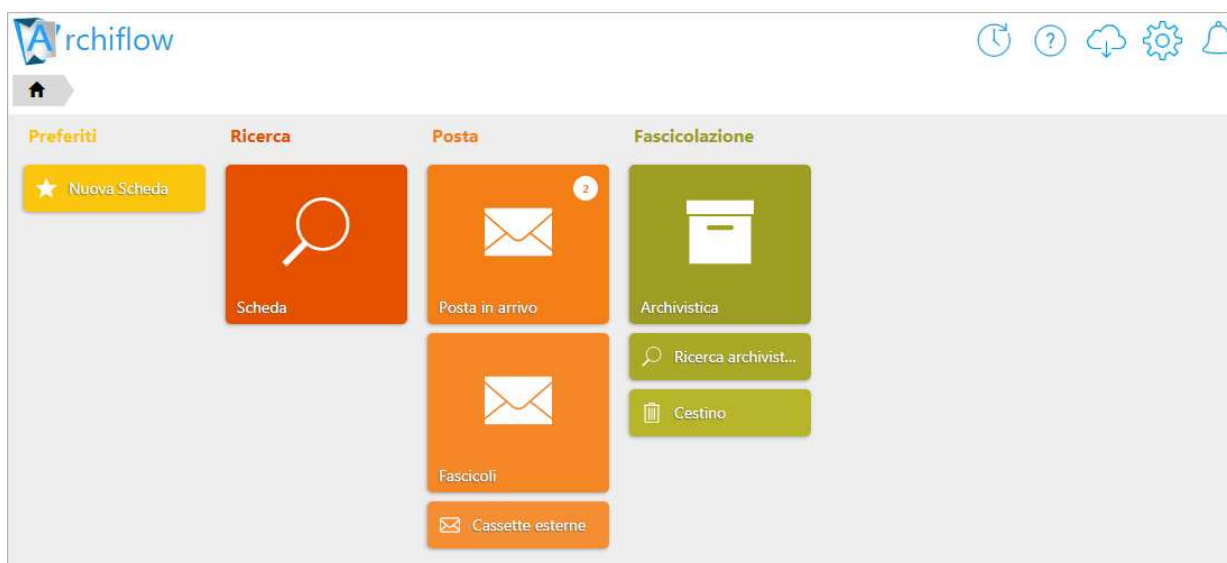 Archiflow
Preferiti
Nuova Scheda
Ricerca
Scheda
Posta
2
Posta in arrivo
Fascicoli
Cassette esterne
Fascicolazione
Archivistica
Ricerca archivist...
Cestino